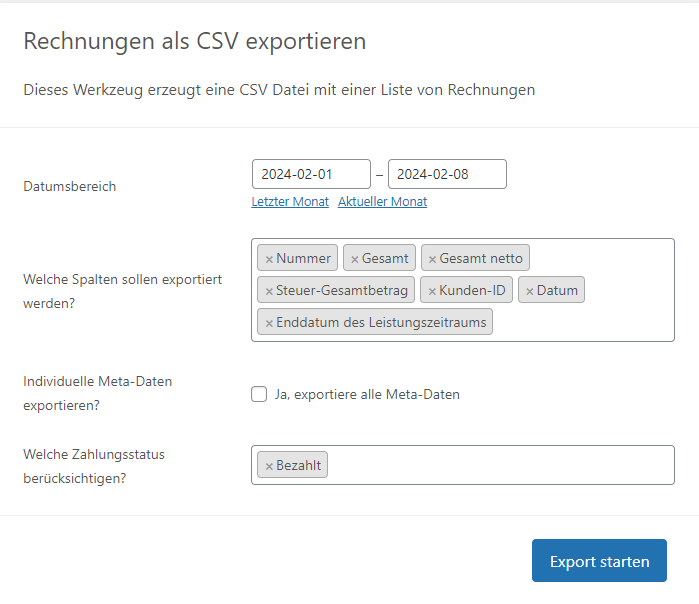 Rechnungen als CSV exportieren
Dieses Werkzeug erzeugt eine CSV Datei mit einer Liste von Rechnungen
Datumsbereich
2024-02-01 – 2024-02-08
Letzter Monat Aktueller Monat
Welche Spalten sollen exportiert
werden?
× Nummer × Gesamt × Gesamt netto
× Steuer-Gesamtbetrag × Kunden-ID × Datum
× Enddatum des Leistungszeitraums
Individuelle Meta-Daten
exportieren?
Ja, exportiere alle Meta-Daten
Welche Zahlungsstatus
berücksichtigen?
× Bezahlt
Export starten